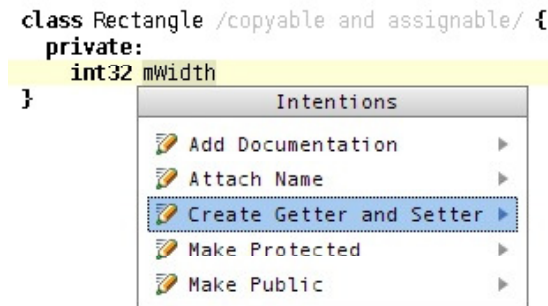 class Rectangle /copyable and assignable/ {
private:
int32 mWidth
}
Intentions
Add Documentation
Attach Name
Create Getter and Setter
Make Protected
Make Public